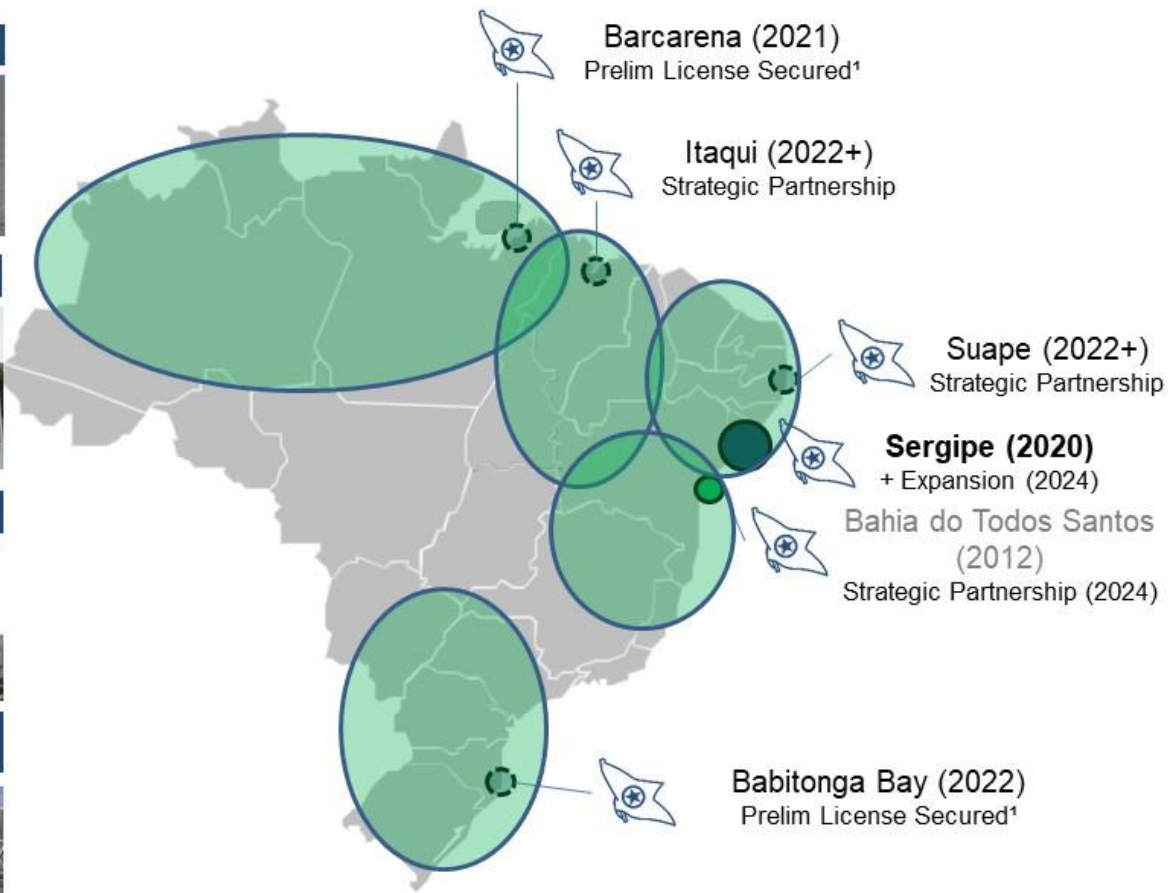 Barcarena (2021)
Prelim License Secured¹
Itaqui (2022+)
Strategic Partnership
Suape (2022+)
Strategic Partnership
Sergipe (2020)
+ Expansion (2024)
Bahia do Todos Santos
(2012)
Strategic Partnership (2024)
Babitonga Bay (2022)
Prelim License Secured¹